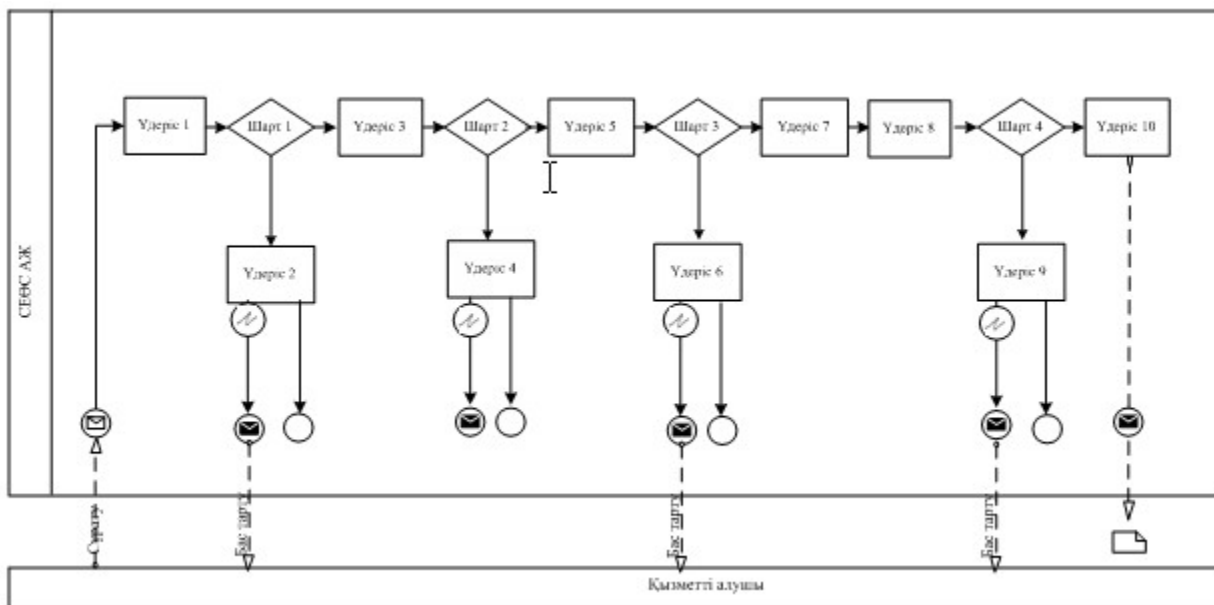 СЕӨС АЖ
Үдеріс 1
Шарт 1
Үдеріс 3
Шарт 2
Үдеріс 5
Шарт 3
Үдеріс 7
Үдеріс 8
Шарт 4
Үдеріс 10
Үдеріс 2
Үдеріс 4
Үдеріс 6
Үдеріс 9
Сұрату
Бас тарту
Бас тарту
Бас тарту
Қызметті алушы